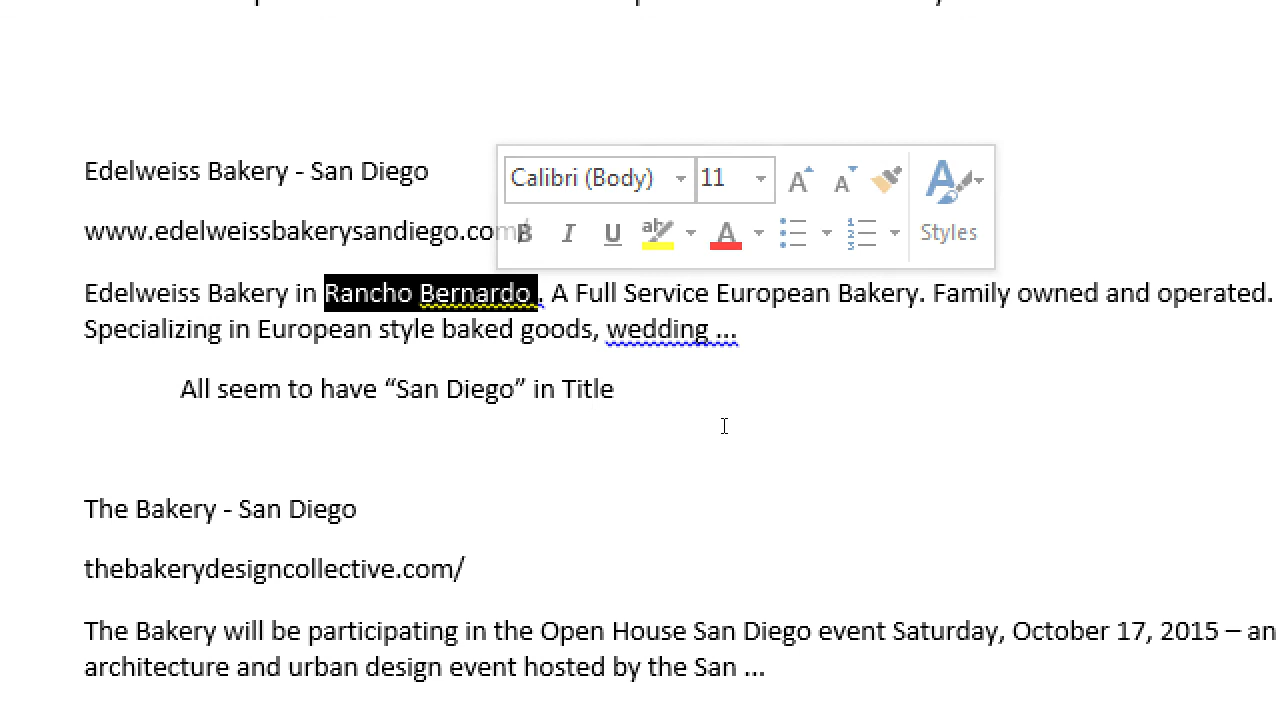 Edelweiss Bakery - San Diego
Calibri (Body) 11 A A
www.edelweissbakerysandiego.com B I U ab A Styles
Edelweiss Bakery in Rancho Bernardo . A Full Service European Bakery. Family owned and operated.
Specializing in European style baked goods, wedding ...
All seem to have “San Diego” in Title
The Bakery - San Diego
thebakerydesigncollective.com/
The Bakery will be participating in the Open House San Diego event Saturday, October 17, 2015 – an
architecture and urban design event hosted by the San ...